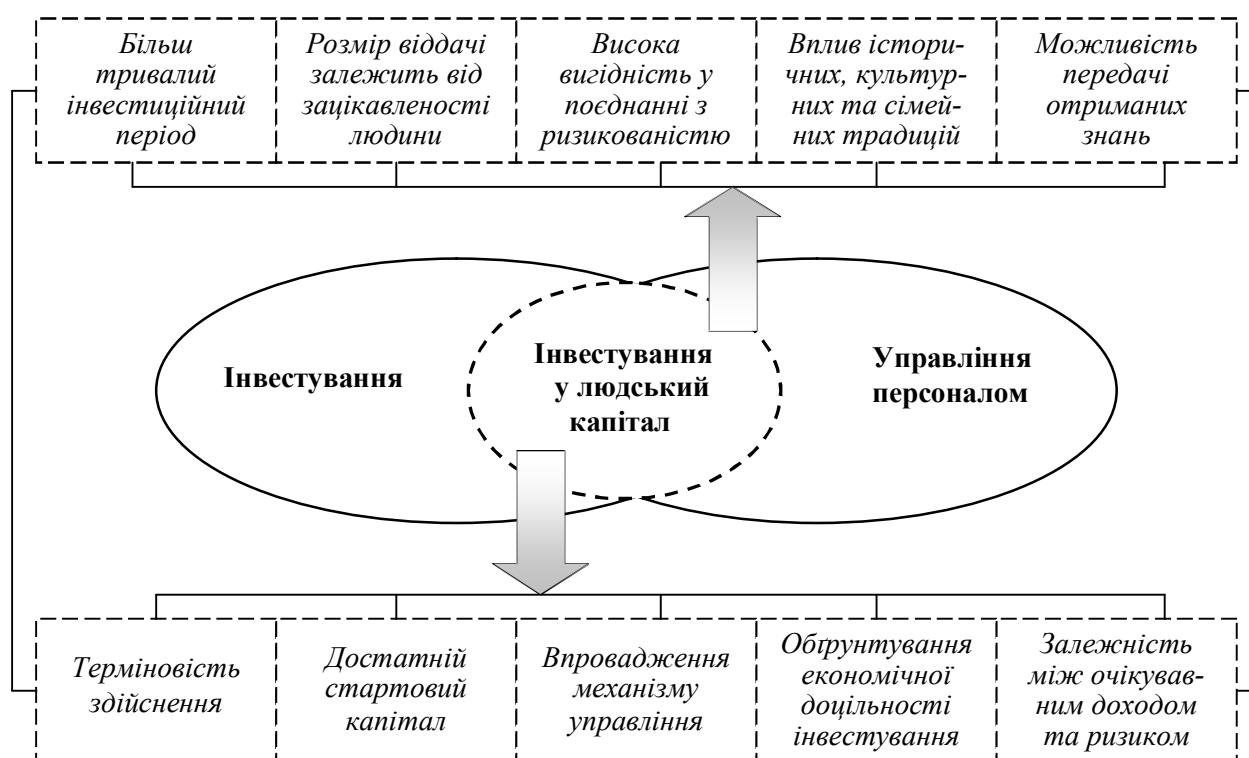 Більш
тривалий
інвестиційний
період
Розмір віддачі
залежить від
зацікавленості
людини
Висока
вигідність у
поєднанні з
ризикованістю
Вплив істори-
чних, культур-
них та сімей-
них традицій
Можливість
передачі
отриманих
знань
Інвестування
Інвестування
у людський
капітал
Управління
персоналом
Терміновість
здійснення
Достатній
стартовий
капітал
Впровадження
механізму
управління
Обґрунтування
економічної
доцільності
інвестування
Залежність
між очікував-
ним доходом
та ризиком